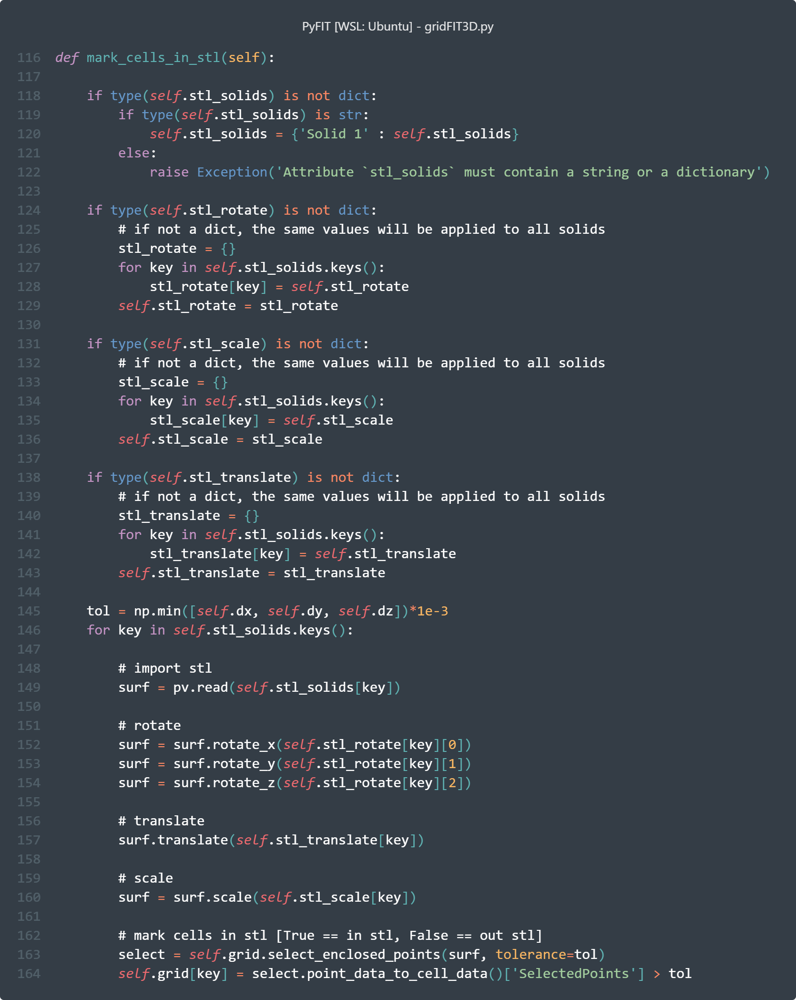 PyFIT [WSL: Ubuntu] - gridFIT3D.py
116 def mark_cells_in_stl(self):
117
118     if type(self.stl_solids) is not dict:
119         if type(self.stl_solids) is str:
120             self.stl_solids = {'Solid 1' : self.stl_solids}
121         else:
122             raise Exception('Attribute `stl_solids` must contain a string or a dictionary')
123
124     if type(self.stl_rotate) is not dict:
125         # if not a dict, the same values will be applied to all solids
126         stl_rotate = {}
127         for key in self.stl_solids.keys():
128             stl_rotate[key] = self.stl_rotate
129         self.stl_rotate = stl_rotate
130
131     if type(self.stl_scale) is not dict:
132         # if not a dict, the same values will be applied to all solids
133         stl_scale = {}
134         for key in self.stl_solids.keys():
135             stl_scale[key] = self.stl_scale
136         self.stl_scale = stl_scale
137
138     if type(self.stl_translate) is not dict:
139         # if not a dict, the same values will be applied to all solids
140         stl_translate = {}
141         for key in self.stl_solids.keys():
142             stl_translate[key] = self.stl_translate
143         self.stl_translate = stl_translate
144
145     tol = np.min([self.dx, self.dy, self.dz])*1e-3
146     for key in self.stl_solids.keys():
147
148         # import stl
149         surf = pv.read(self.stl_solids[key])
150
151         # rotate
152         surf = surf.rotate_x(self.stl_rotate[key][0])
153         surf = surf.rotate_y(self.stl_rotate[key][1])
154         surf = surf.rotate_z(self.stl_rotate[key][2])
155
156         # translate
157         surf.translate(self.stl_translate[key])
158
159         # scale
160         surf = surf.scale(self.stl_scale[key])
161
162         # mark cells in stl [True == in stl, False == out stl]
163         select = self.grid.select_enclosed_points(surf, tolerance=tol)
164         self.grid[key] = select.point_data_to_cell_data()['SelectedPoints'] > tol